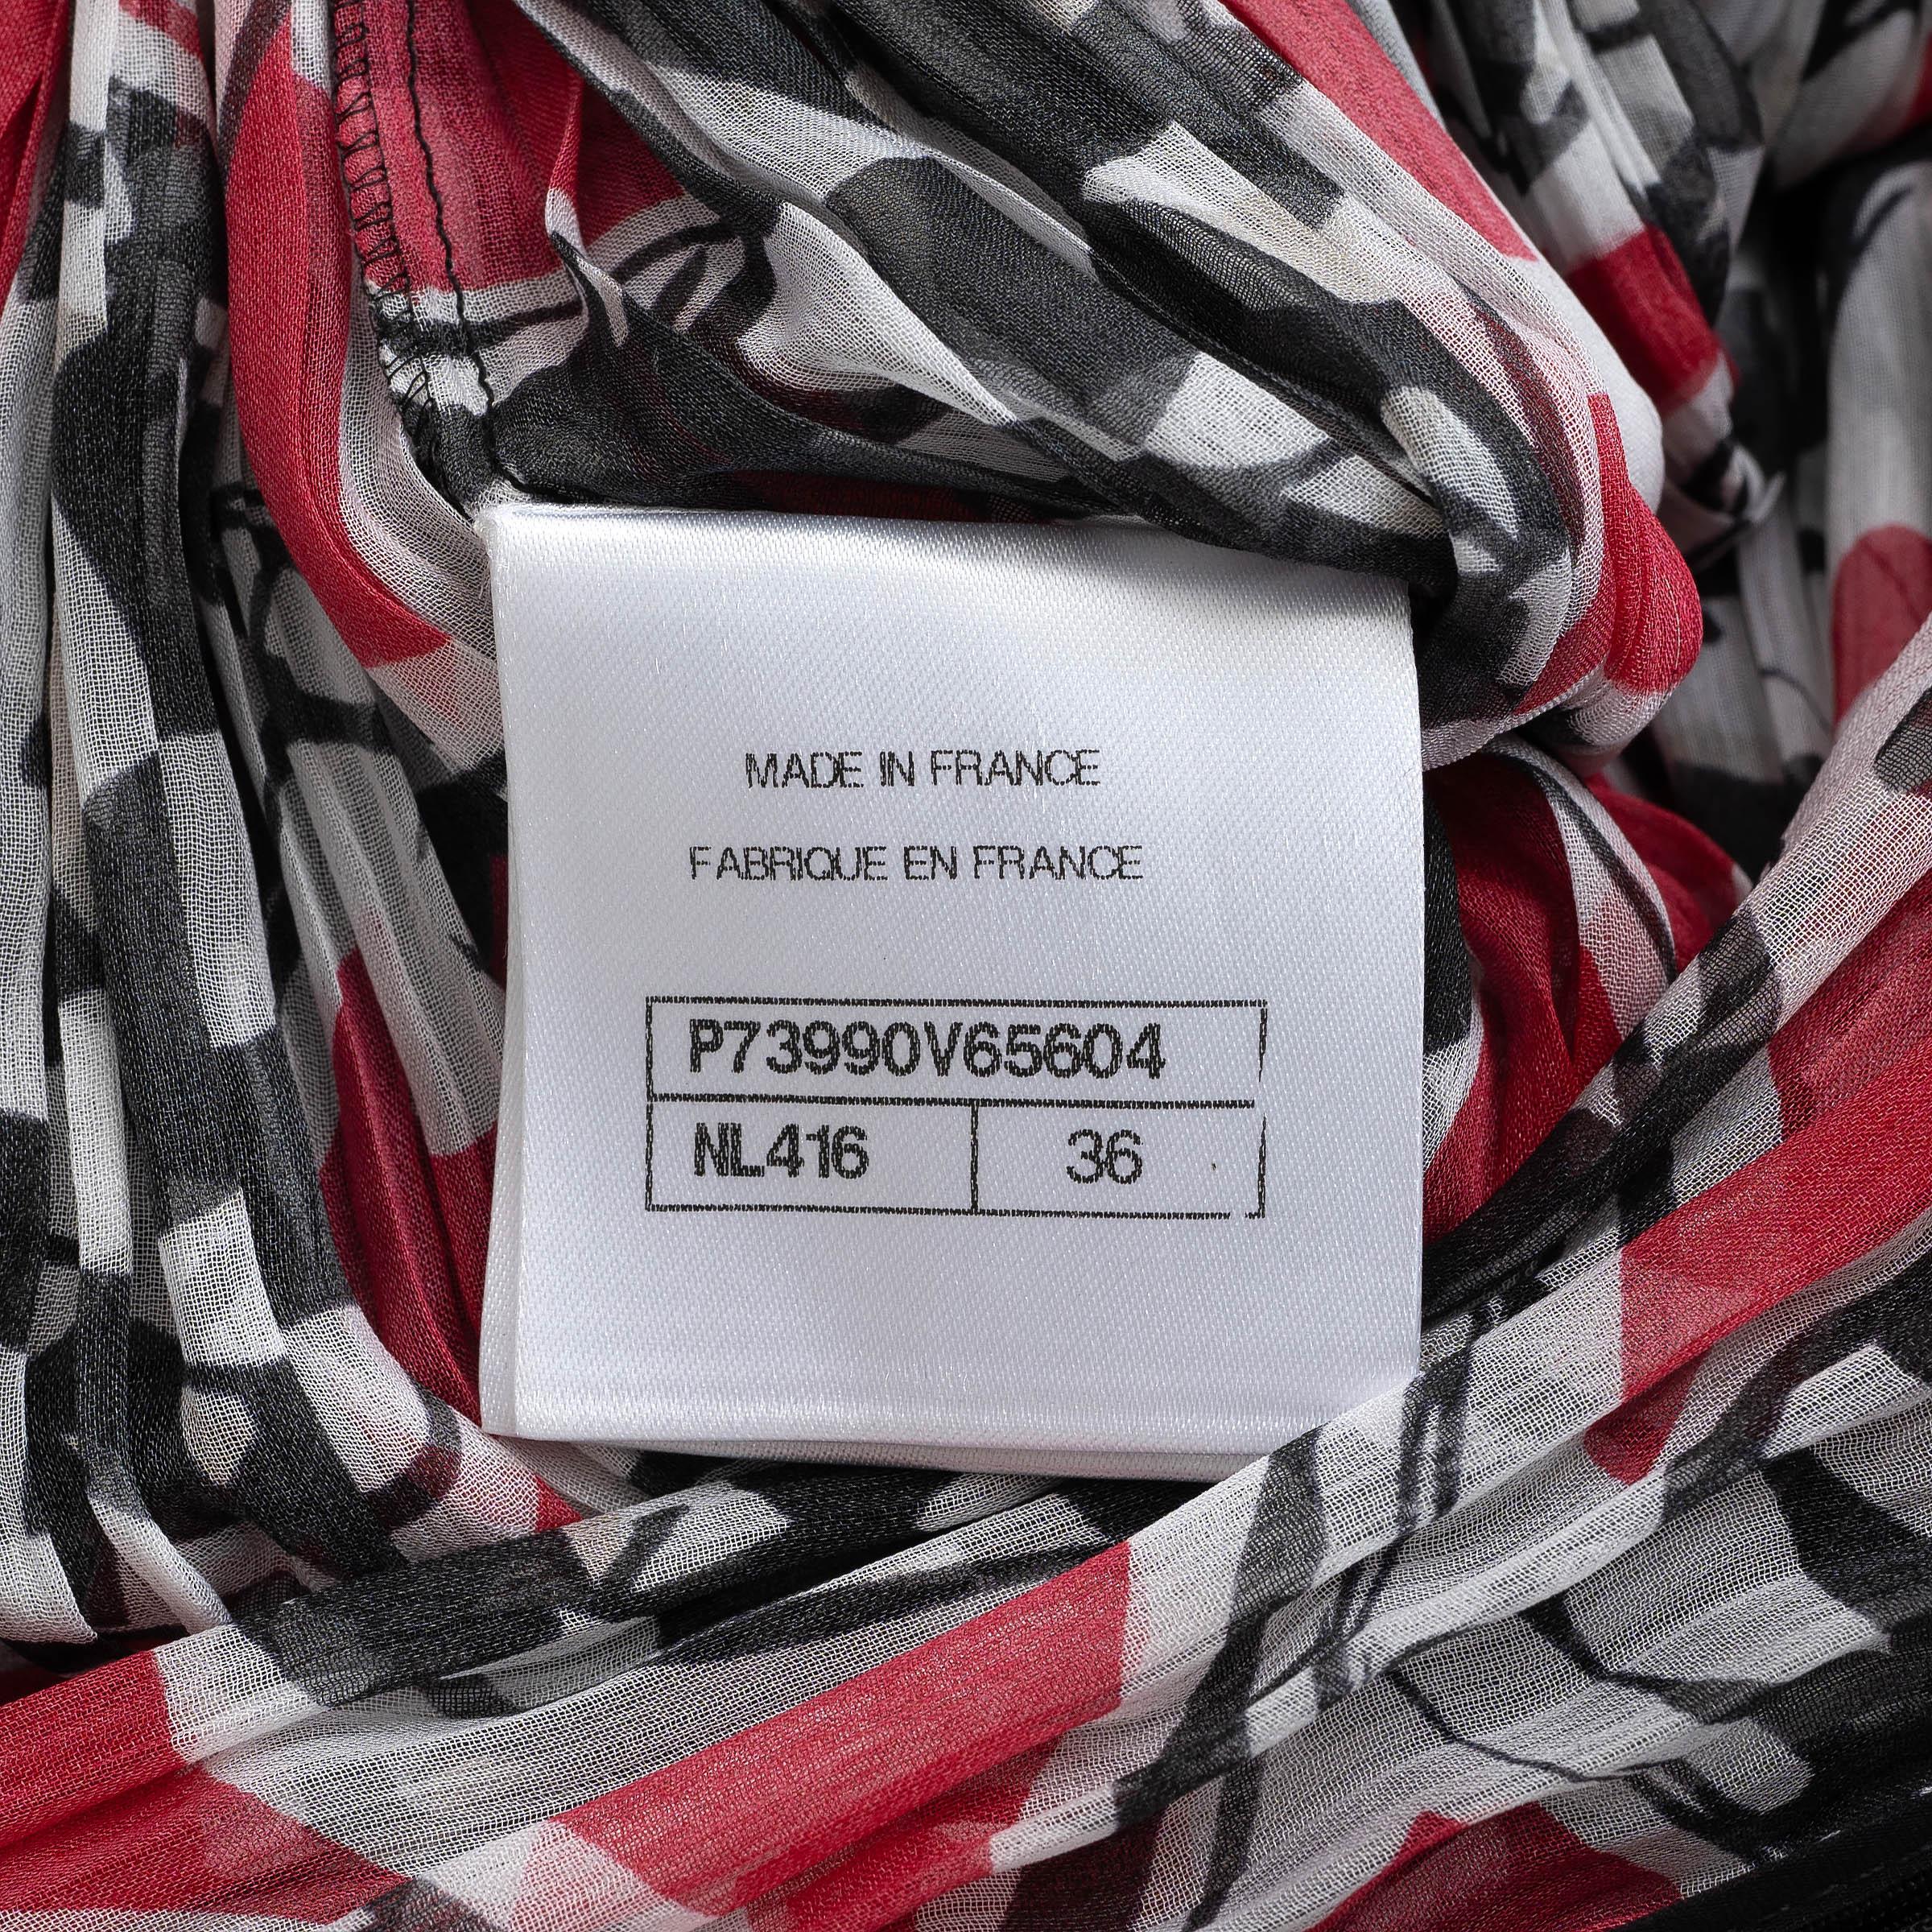 MADE IN FRANCE
FABRIQUE EN FRANCE
P73990V65604
NL416 36